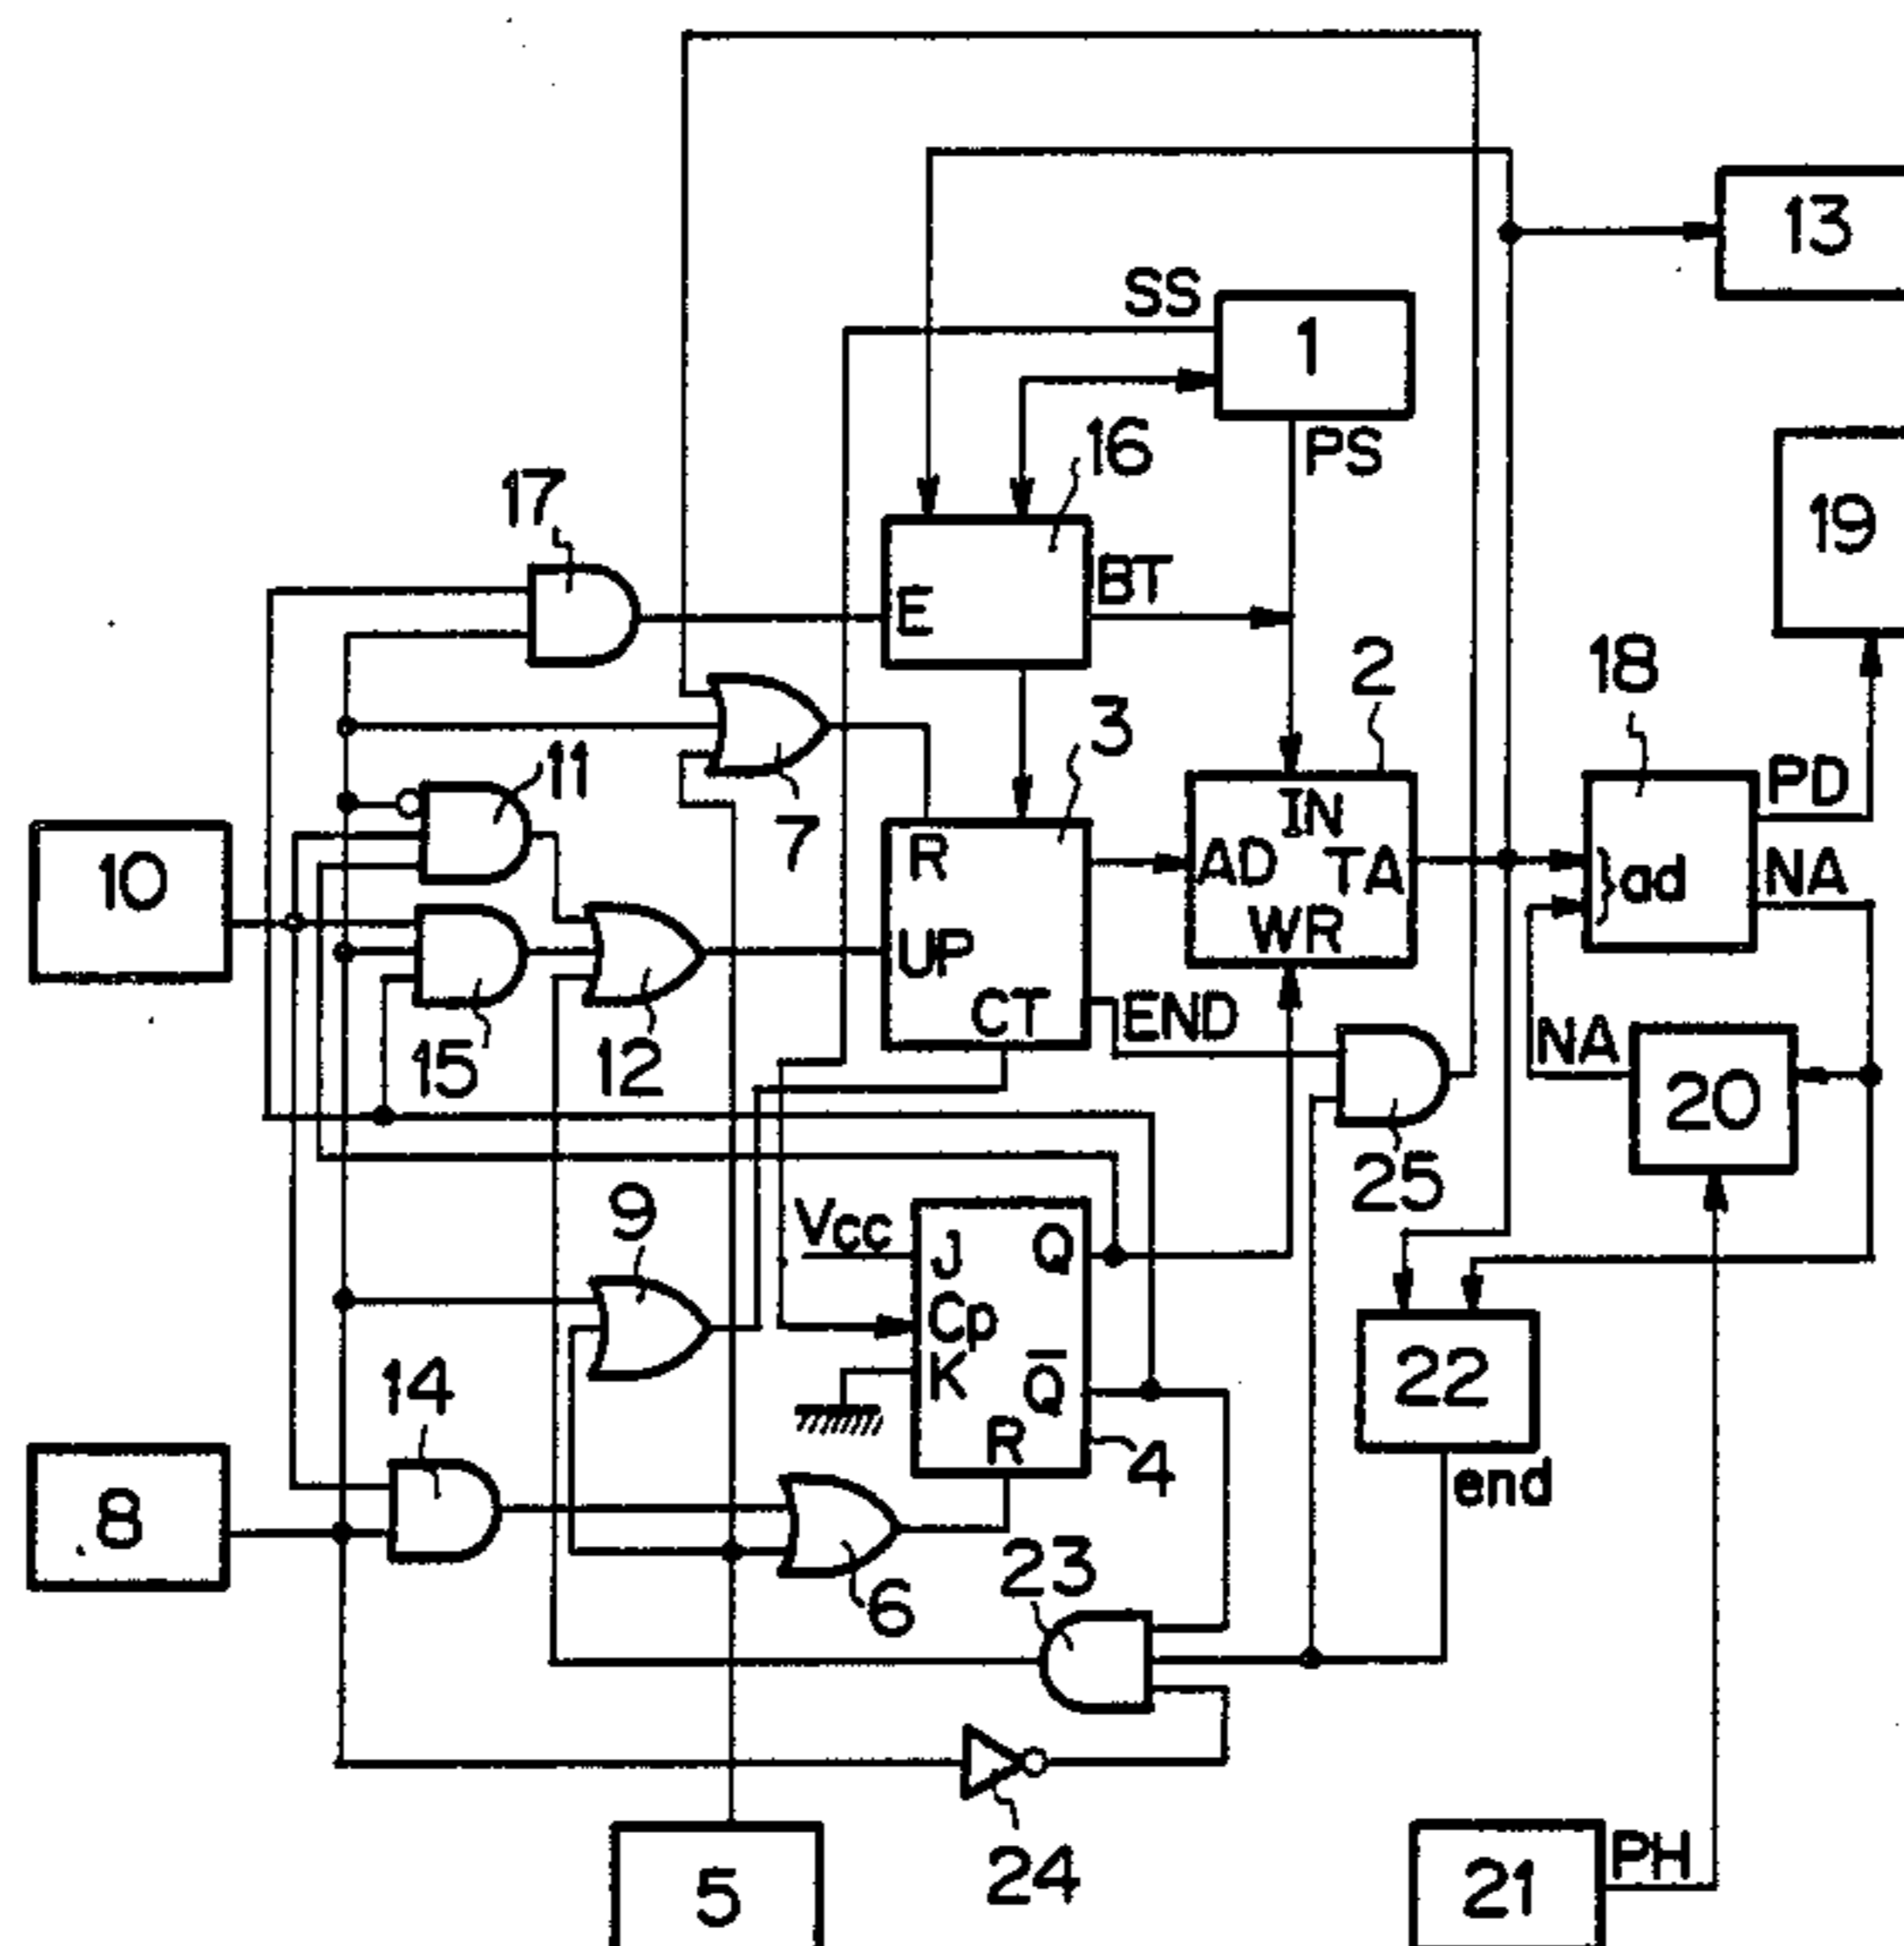 13
SS
1
16
PS
17
19
E
BT
2
18
3
11
PD
7
IN
10
R
AD
TA
}ad
NA
WR
UP
CT
END
NA
15
12
20
25
9
Vcc
J
Q
Cp
14
K
Q̅
22
R
4
end
8
23
6
24
PH
5
21